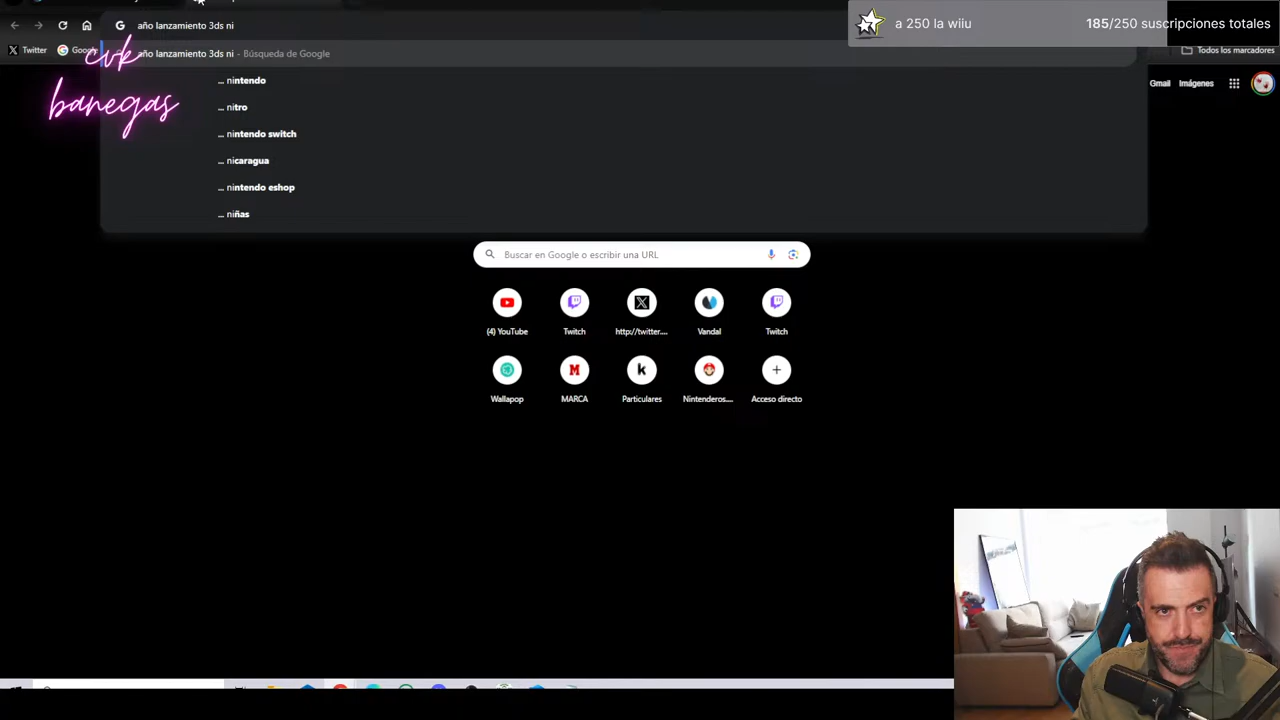 año lanzamiento 3ds ni
a 250 la wiiu
185/250 suscripciones totales
Twitter
Google
año lanzamiento 3ds ni - Búsqueda de Google
Todos los marcadores
cvk
banegas
... nintendo
... nitro
... nintendo switch
... nicaragua
... nintendo eshop
... niñas
Gmail
Imágenes
Buscar en Google o escribir una URL
(4) YouTube
Twitch
http://twitter....
Vandal
Twitch
Wallapop
MARCA
Particulares
Nintenderos....
Acceso directo